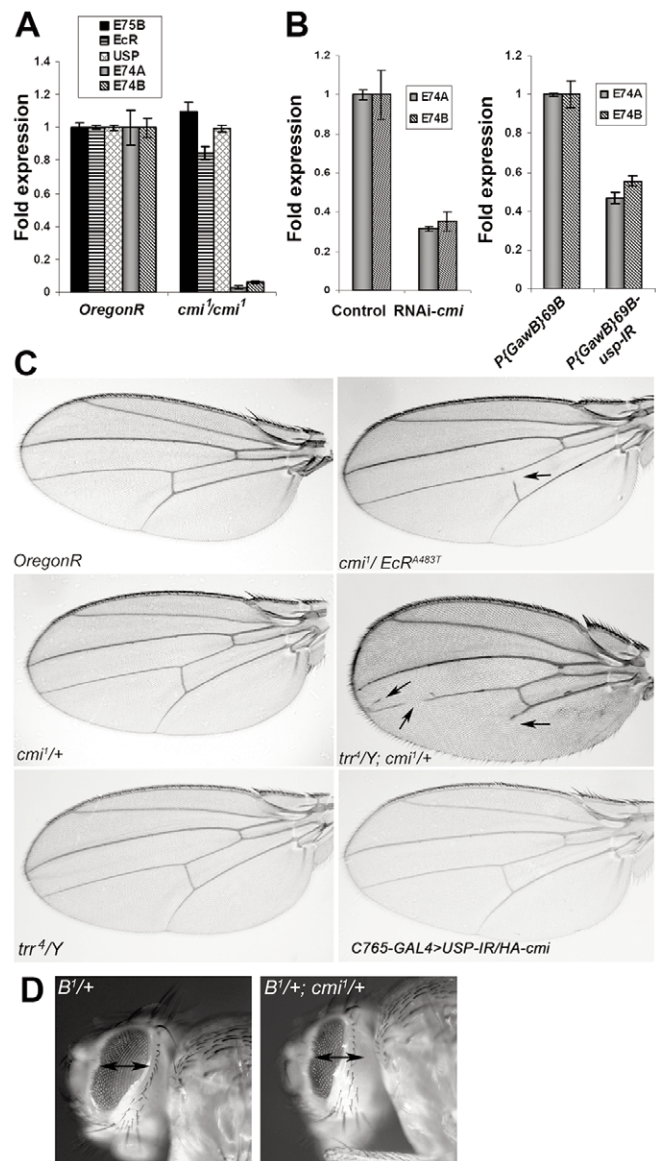 A
E75B
EcR
USP
E74A
E74B
Fold expression
1.4
1.2
1
0.8
0.6
0.4
0.2
0
OregonR
cmi¹/cmi¹
B
Fold expression
1.2
1
0.8
0.6
0.4
0.2
0
E74A
E74B
Control
RNAi-cmi
Fold expression
1.2
1
0.8
0.6
0.4
0.2
0
E74A
E74B
P{GawB}69B
P{GawB}69B-
usp-IR
C
OregonR
cmi¹/ EcRᴬ⁴⁸³ᵀ
cmi¹/+
trr⁴/Y; cmi¹/+
trr⁴/Y
C765-GAL4>USP-IR/HA-cmi
D
B¹/+
B¹/+; cmi¹/+